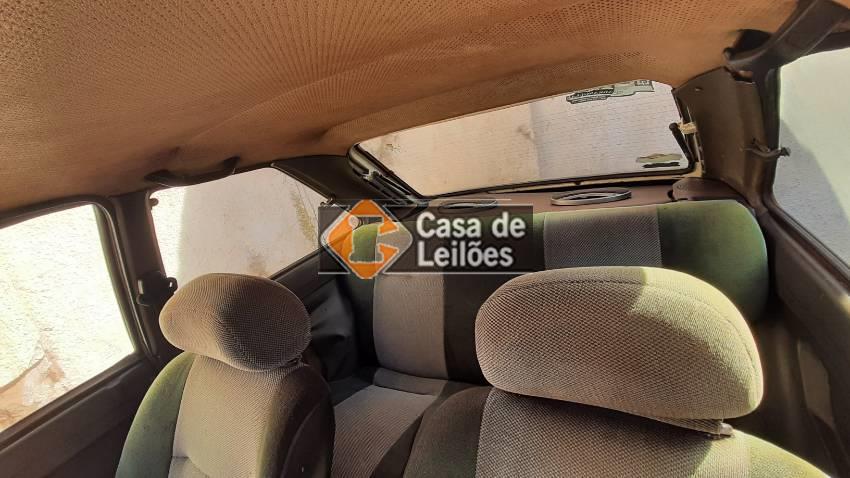 Casa de
Leilões